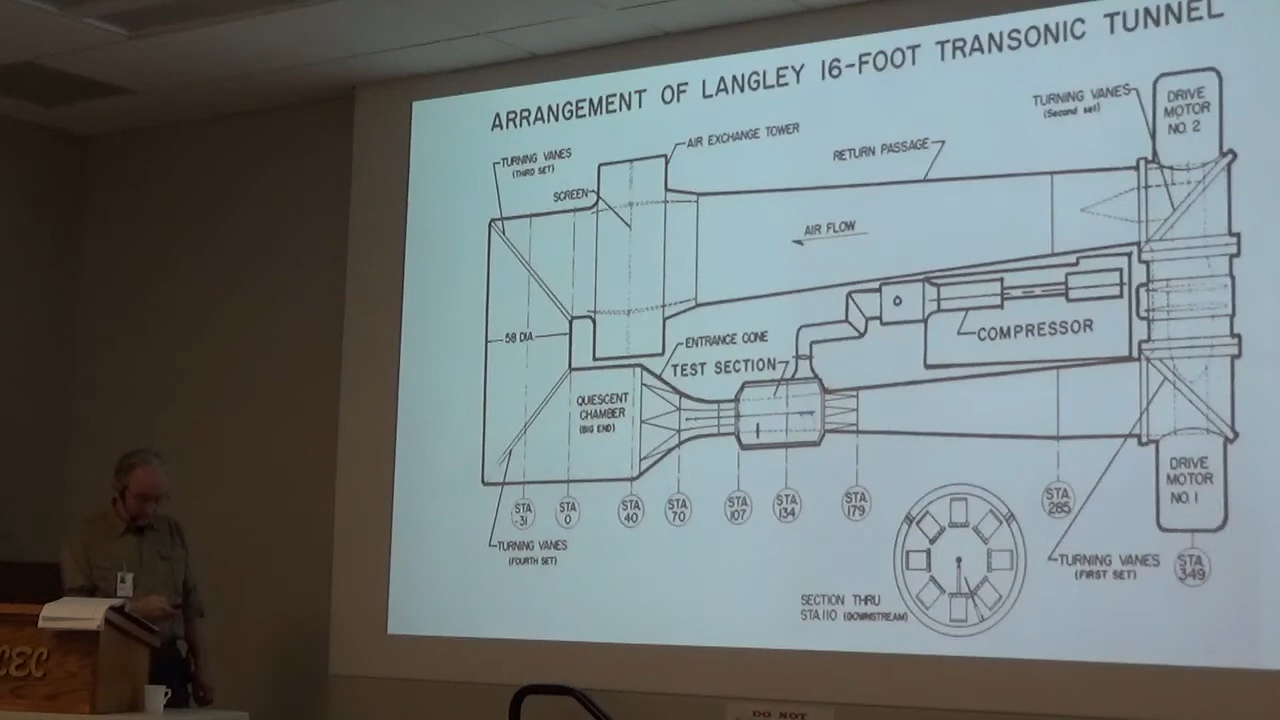 ARRANGEMENT OF LANGLEY 16-FOOT TRANSONIC TUNNEL
TURNING VANES
(THIRD SET)
AIR EXCHANGE TOWER
SCREEN
RETURN PASSAGE
TURNING VANES
(Second set)
DRIVE
MOTOR
NO. 2
AIR FLOW
58 DIA
ENTRANCE CONE
TEST SECTION
COMPRESSOR
QUIESCENT
CHAMBER
(BIG END)
DRIVE
MOTOR
NO. 1
STA
-31
STA
0
STA
40
STA
70
STA
107
STA
134
STA
179
STA
285
STA
349
TURNING VANES
(FOURTH SET)
TURNING VANES
(FIRST SET)
SECTION THRU
STA 110 (DOWNSTREAM)
CEC
DO NOT